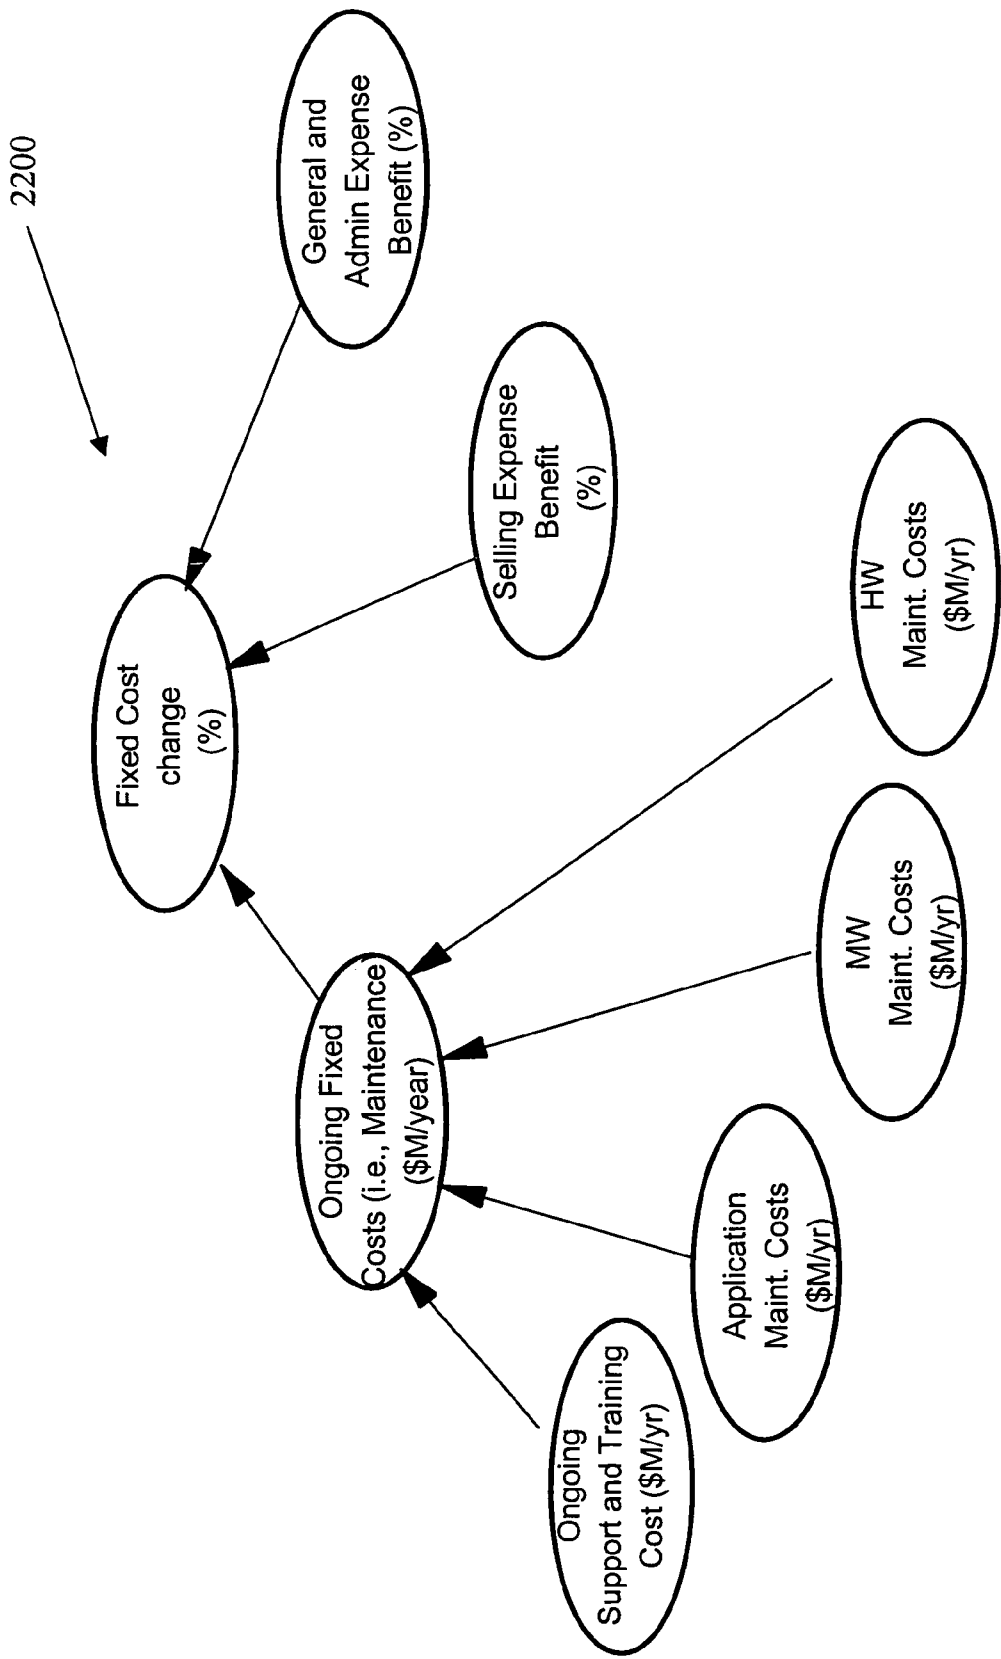 2200
Fixed Cost
change
(%)
General and
Admin Expense
Benefit (%)
Ongoing Fixed
Costs (i.e., Maintenance
($M/year)
Selling Expense
Benefit
(%)
Ongoing
Support and Training
Cost ($M/yr)
Application
Maint. Costs
($M/yr)
MW
Maint. Costs
($M/yr)
HW
Maint. Costs
($M/yr)